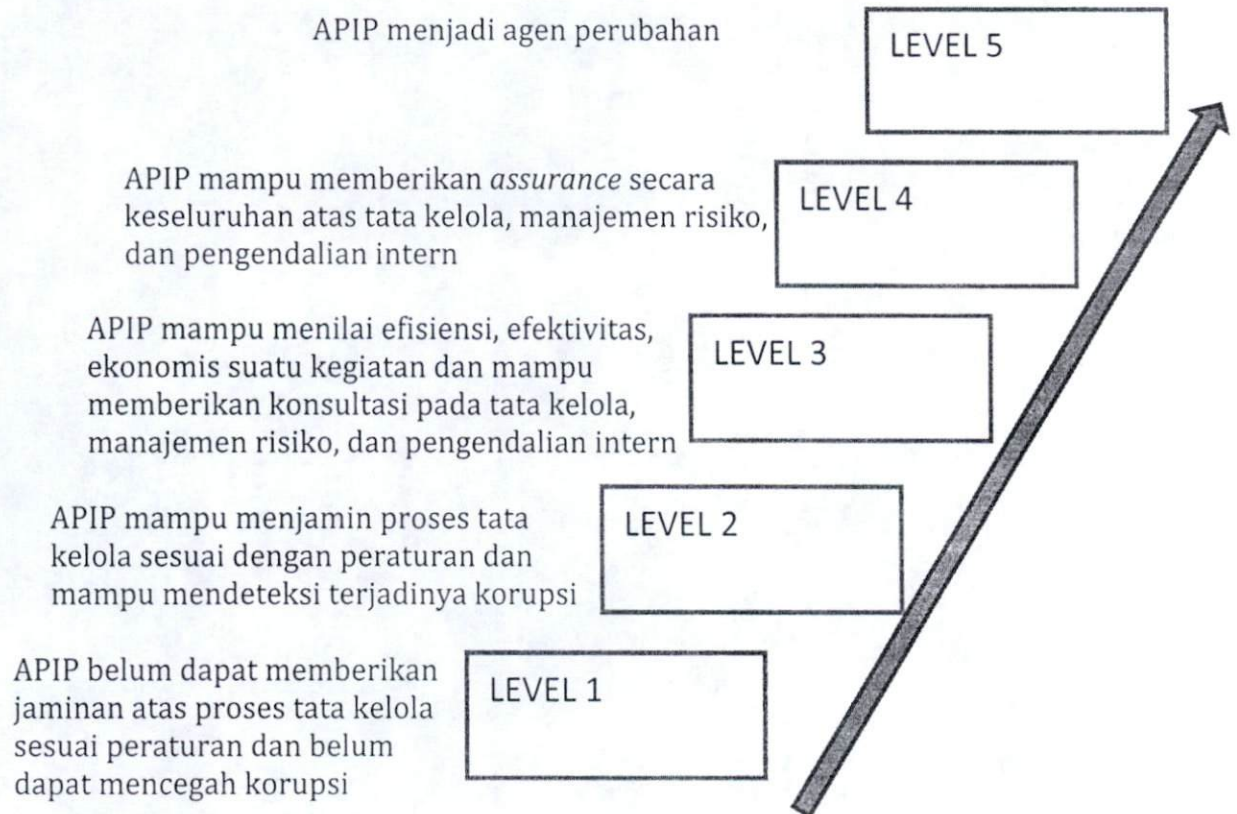 APIP menjadi agen perubahan
LEVEL 5
APIP mampu memberikan assurance secara
keseluruhan atas tata kelola, manajemen risiko,
dan pengendalian intern
LEVEL 4
APIP mampu menilai efisiensi, efektivitas,
ekonomis suatu kegiatan dan mampu
memberikan konsultasi pada tata kelola,
manajemen risiko, dan pengendalian intern
LEVEL 3
APIP mampu menjamin proses tata
kelola sesuai dengan peraturan dan
mampu mendeteksi terjadinya korupsi
LEVEL 2
APIP belum dapat memberikan
jaminan atas proses tata kelola
sesuai peraturan dan belum
dapat mencegah korupsi
LEVEL 1